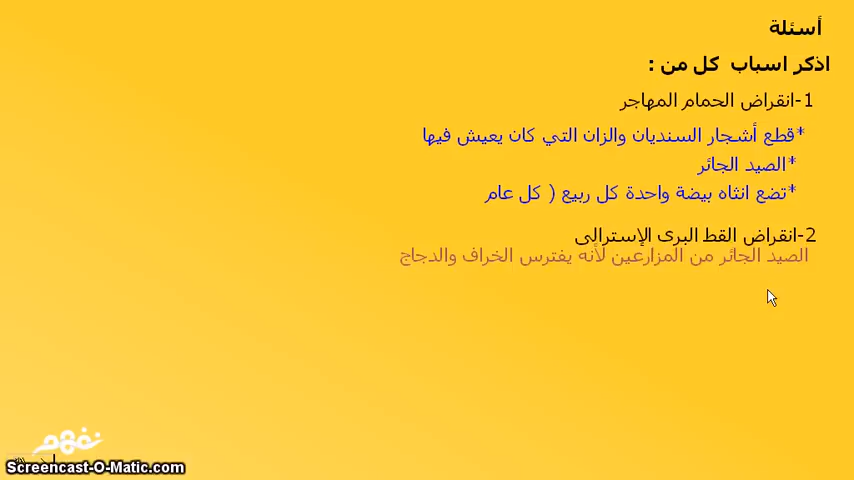 أسئلة
اذكر اسباب كل من :
1-انقراض الحمام المهاجر
*قطع أشجار السنديان والزان التي كان يعيش فيها
*الصيد الجائر
*تضع انثاه بيضة واحدة كل ربيع ( كل عام
2-انقراض القط البرى الإسترالى
الصيد الجائر من المزارعين لأنه يفترس الخراف والدجاج
نفهم
Screencast-O-Matic.com